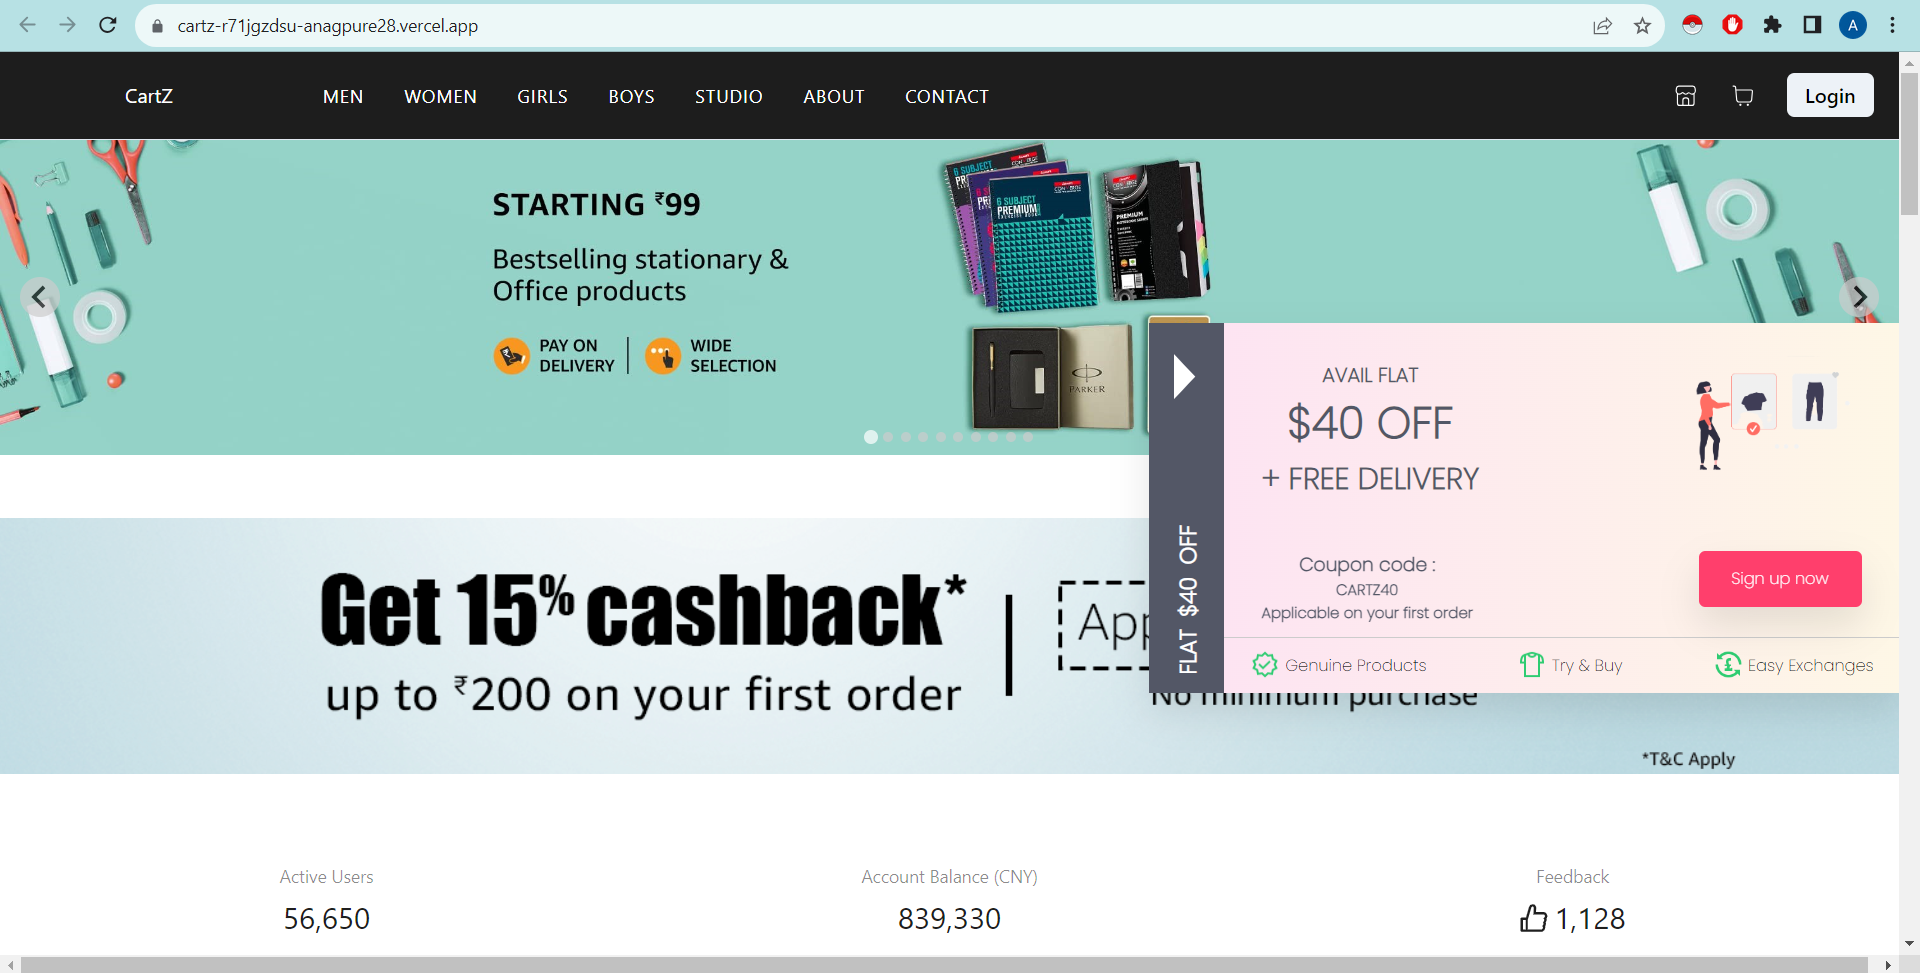 cartz-r71jgzdsu-anagpure28.vercel.app
A
CartZ
MEN
WOMEN
GIRLS
BOYS
STUDIO
ABOUT
CONTACT
Login
STARTING ₹99
Bestselling stationary &
Office products
PAY ON
DELIVERY
WIDE
SELECTION
6 SUBJECT
PREMIUM
PREMIUM
PARKER
FLAT $40 OFF
AVAIL FLAT
$40 OFF
+ FREE DELIVERY
Coupon code :
CARTZ40
Applicable on your first order
Sign up now
Genuine Products
Try & Buy
Easy Exchanges
Get 15% cashback*
up to ₹200 on your first order
App
No minimum purchase
*T&C Apply
Active Users
56,650
Account Balance (CNY)
839,330
Feedback
1,128